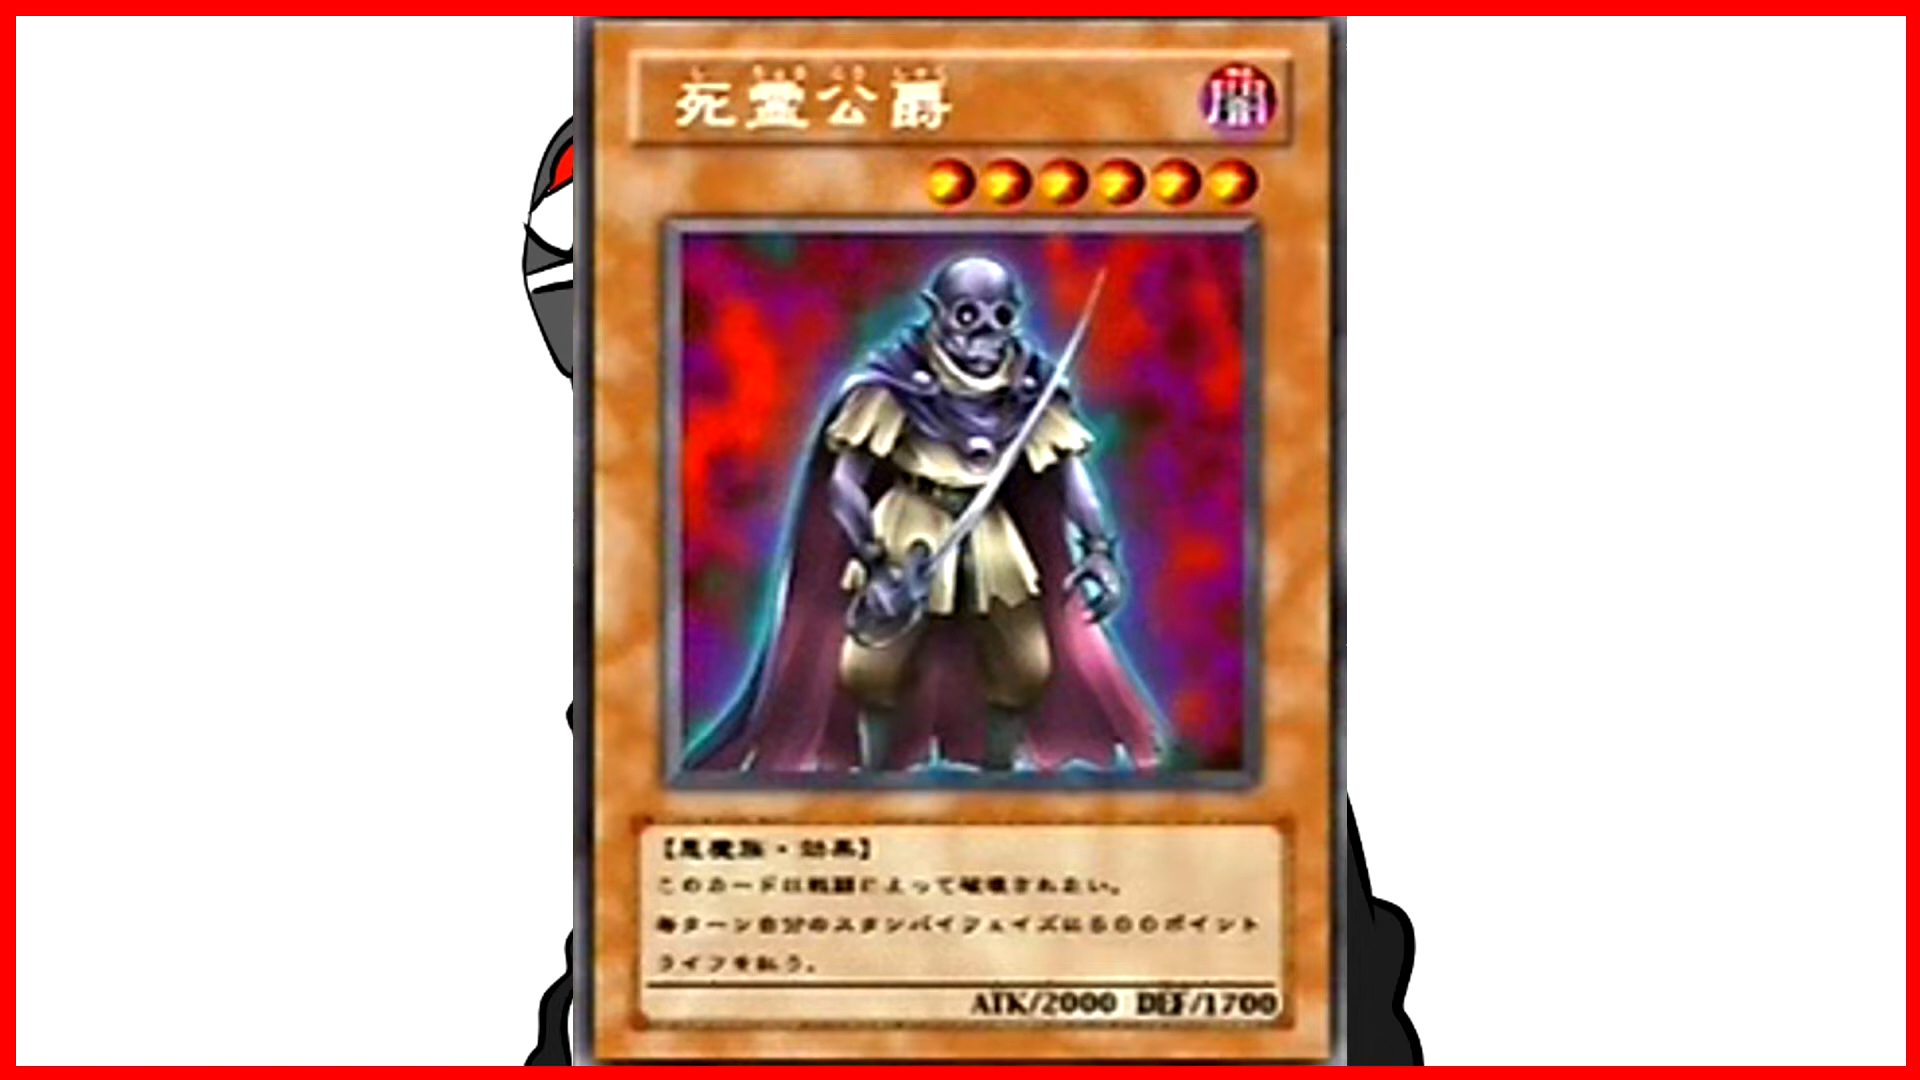 死霊公爵
闇
【悪魔族・効果】
このカードは戦闘によって破壊されない。
毎ターン自分のスタンバイフェイズに500ポイント
ライフを払う。
ATK/2000 DEF/1700